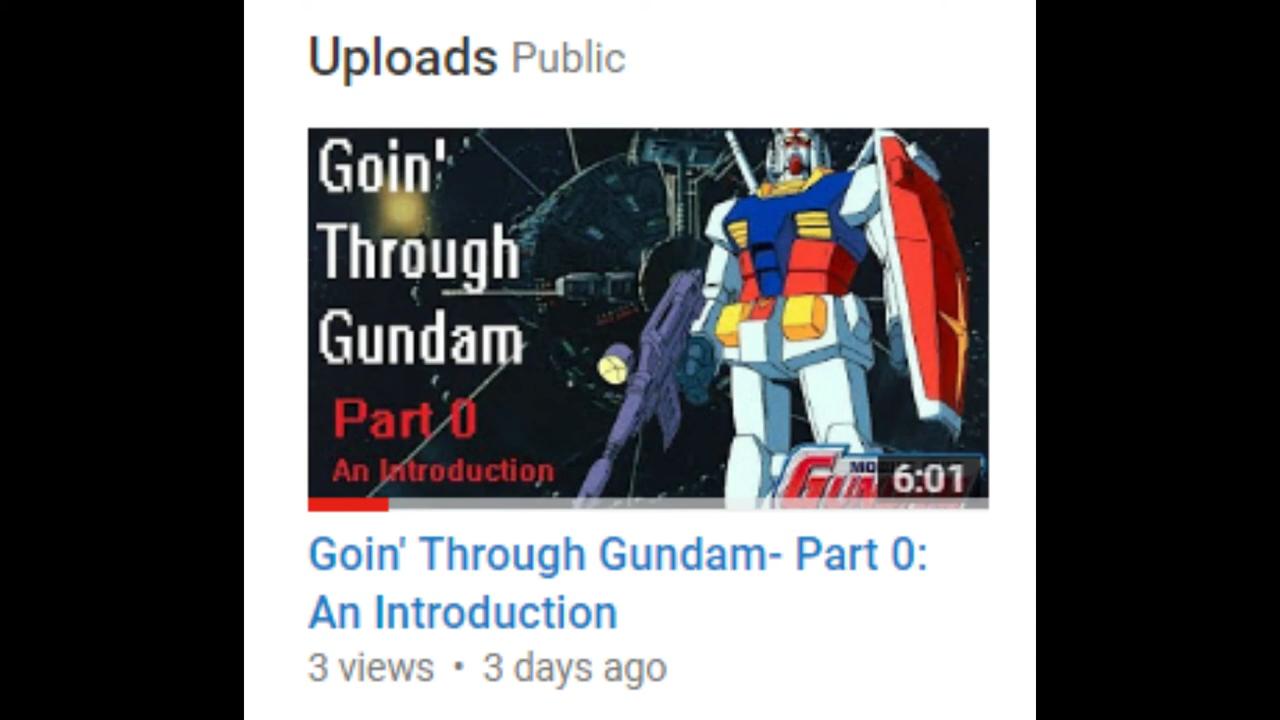 Uploads Public
Goin'
Through
Gundam
Part 0
An Introduction
6:01
Goin' Through Gundam- Part 0:
An Introduction
3 views • 3 days ago